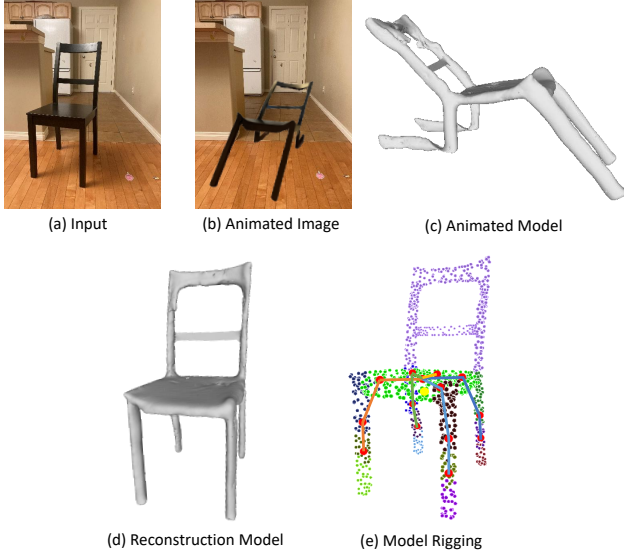 (a) Input
(b) Animated Image
(c) Animated Model
(d) Reconstruction Model
(e) Model Rigging